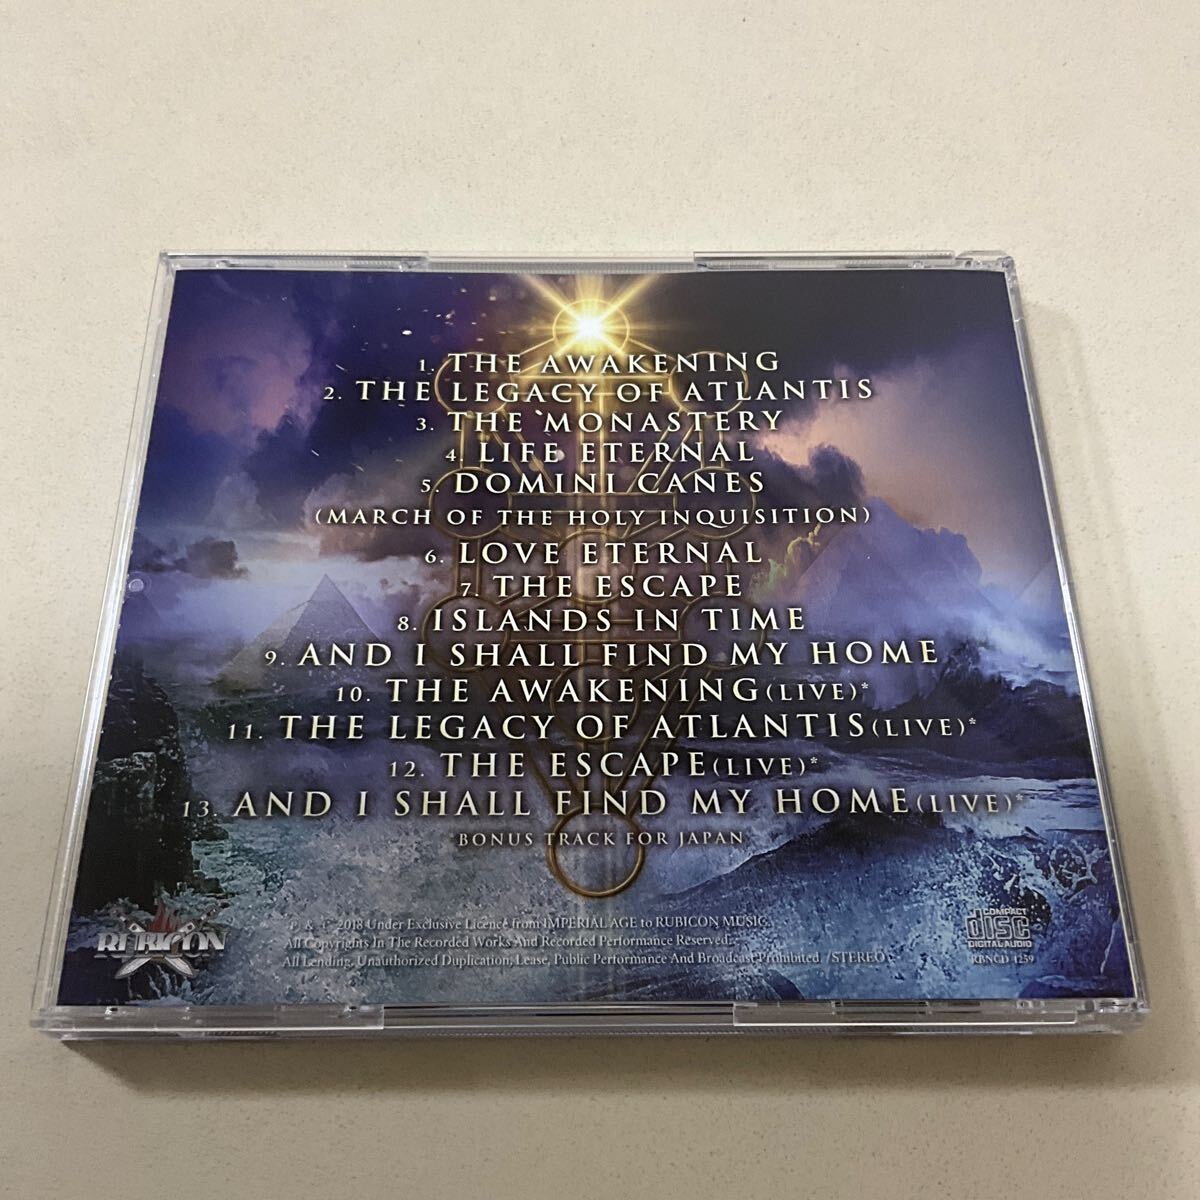 1. THE AWAKENING
2. THE LEGACY OF ATLANTIS
3. THE MONASTERY
4. LIFE ETERNAL
5. DOMINI CANES
(MARCH OF THE HOLY INQUISITION)
6. LOVE ETERNAL
7. THE ESCAPE
8. ISLANDS IN TIME
9. AND I SHALL FIND MY HOME
10. THE AWAKENING(LIVE)*
11. THE LEGACY OF ATLANTIS(LIVE)*
12. THE ESCAPE(LIVE)*
13. AND I SHALL FIND MY HOME(LIVE)*
*BONUS TRACK FOR JAPAN
RUBICON
& 2018 Under Exclusive Licence from IMPERIAL AGE to RUBICON MUSIC.
All Copyrights In The Recorded Works And Recorded Performance Reserved.
All Lending, Unauthorized Duplication, Lease, Public Performance And Broadcast Prohibited. /STEREO
COMPACT
disc
DIGITAL AUDIO
RBNCD 1259